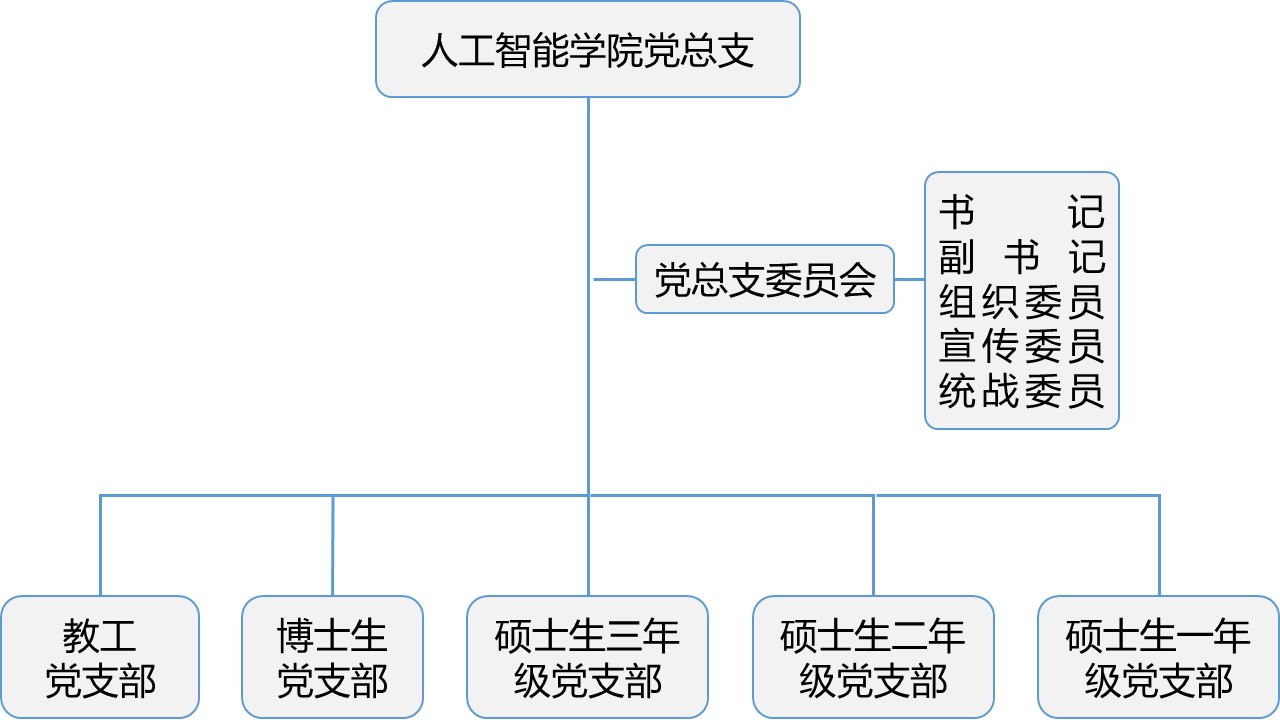 人工智能学院党总支
党总支委员会
书记
副书记
组织委员
宣传委员
统战委员
教工
党支部
博士生
党支部
硕士生三年
级党支部
硕士生二年
级党支部
硕士生一年
级党支部